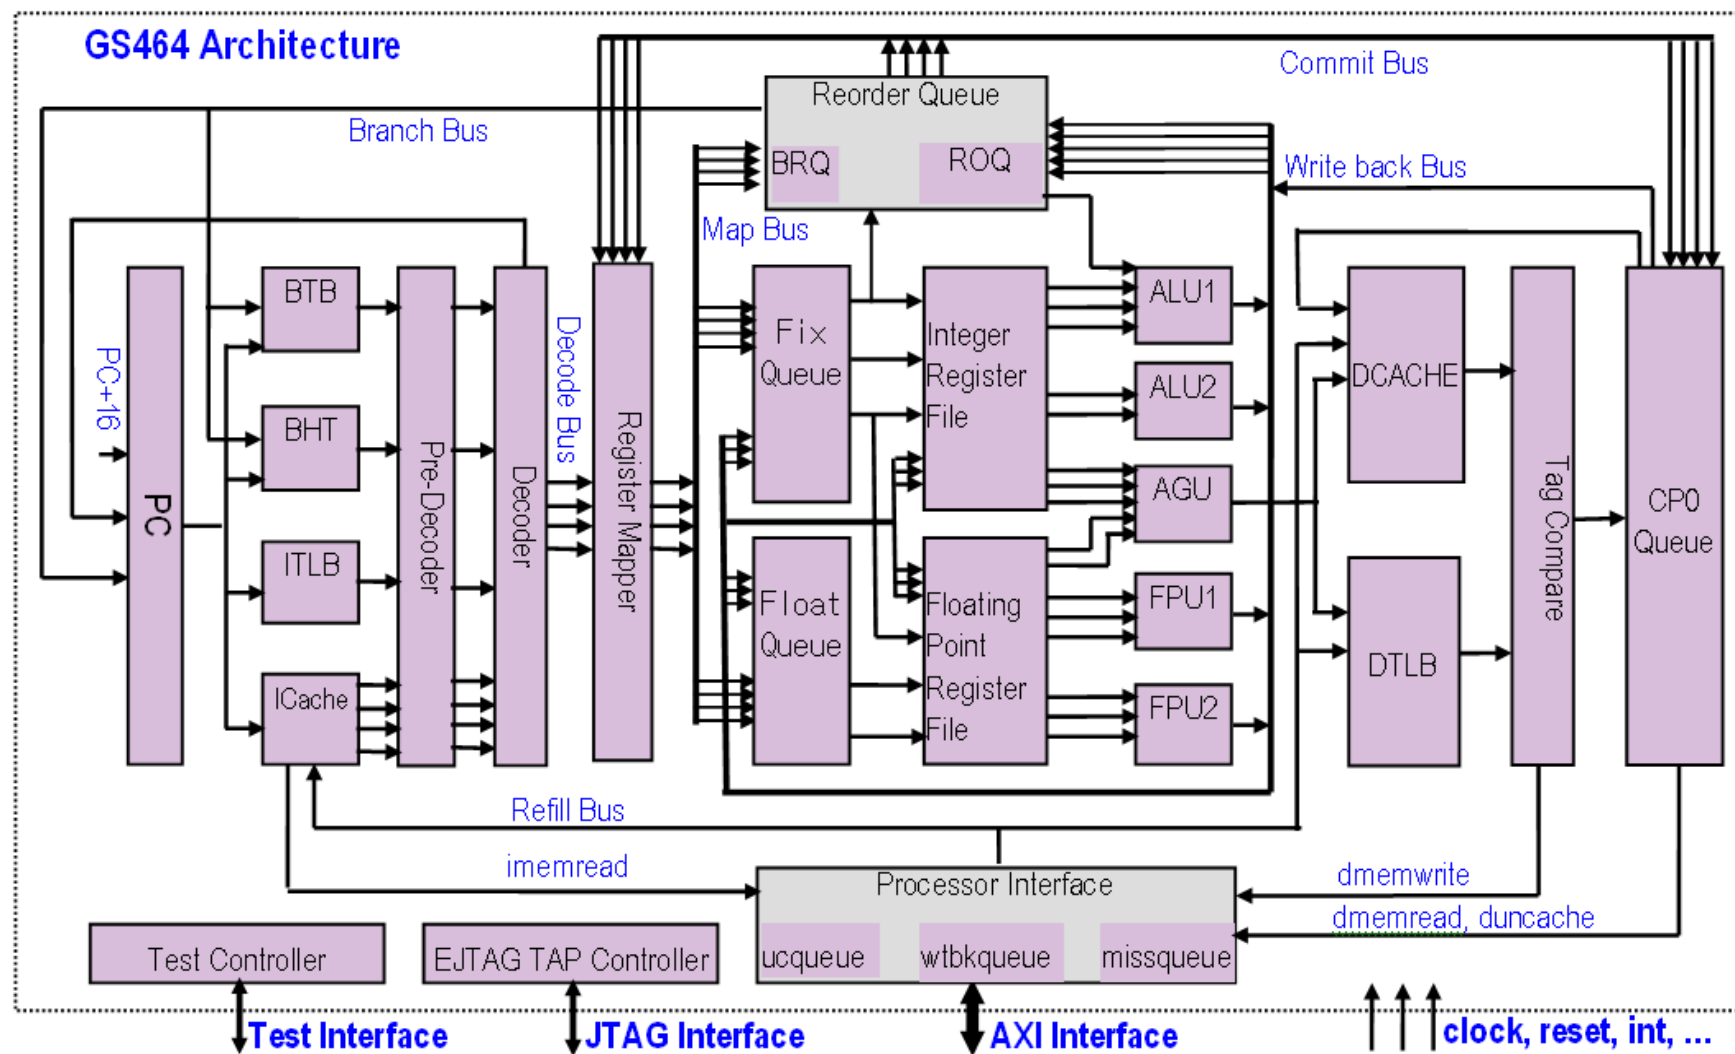 GS464 Architecture
Commit Bus
Reorder Queue
Branch Bus
BRQ
ROQ
Write back Bus
Map Bus
PC+16
PC
BTB
BHT
ITLB
ICache
Pre-Decoder
Decoder
Decode Bus
Register Mapper
Fix
Queue
Float
Queue
Integer
Register
File
Floating
Point
Register
File
ALU1
ALU2
AGU
FPU1
FPU2
DCACHE
DTLB
Tag Compare
CP0
Queue
Refill Bus
imemread
Processor Interface
dmemwrite
dmemread, duncache
ucqueue
wtbkqueue
missqueue
Test Controller
EJTAG TAP Controller
Test Interface
JTAG Interface
AXI Interface
clock, reset, int, ...